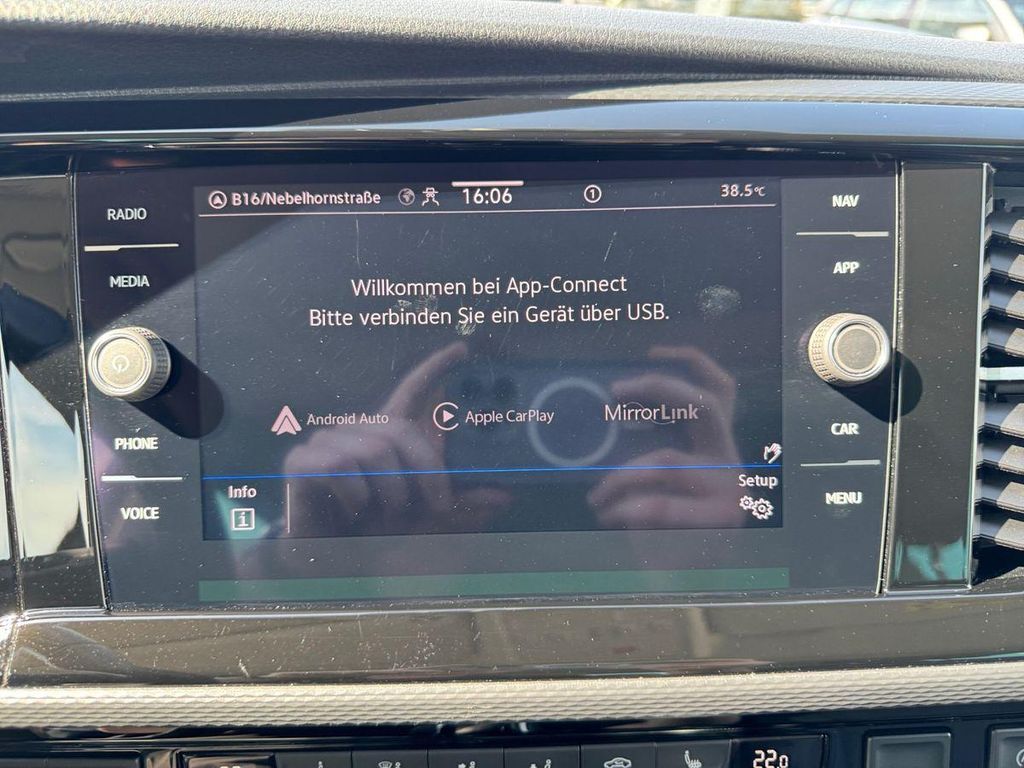 B16/Nebelhornstraße 16:06 1 38.5°C
RADIO
MEDIA
PHONE
VOICE
Willkommen bei App-Connect
Bitte verbinden Sie ein Gerät über USB.
Android Auto Apple CarPlay MirrorLink
Info
Setup
NAV
APP
CAR
MENU
22.0